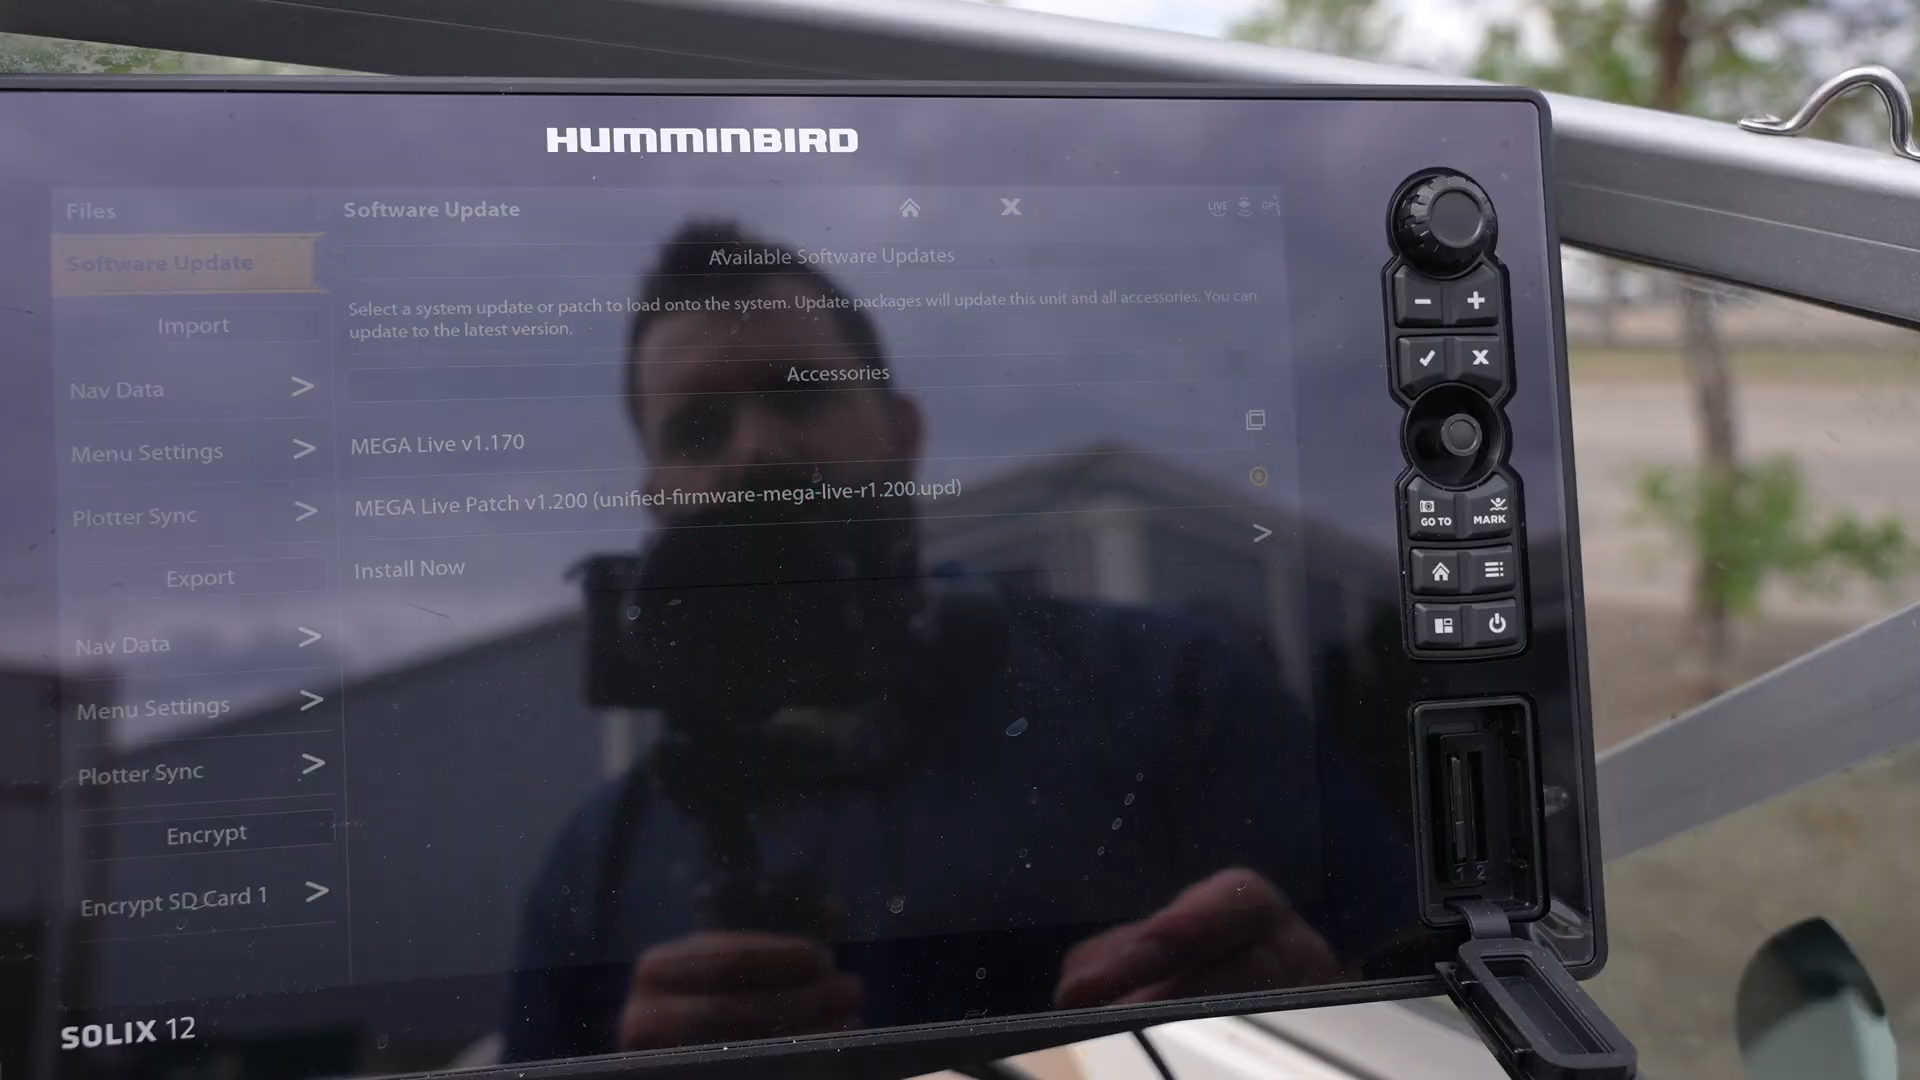 HUMMINBIRD
Files
Software Update
Import
Nav Data
Menu Settings
Plotter Sync
Export
Nav Data
Menu Settings
Plotter Sync
Encrypt
Encrypt SD Card 1
Software Update
LIVE
GPS
Available Software Updates
Select a system update or patch to load onto the system. Update packages will update this unit and all accessories. You can
update to the latest version.
Accessories
MEGA Live v1.170
MEGA Live Patch v1.200 (unified-firmware-mega-live-r1.200.upd)
Install Now
GO TO
MARK
1 2
SOLIX 12